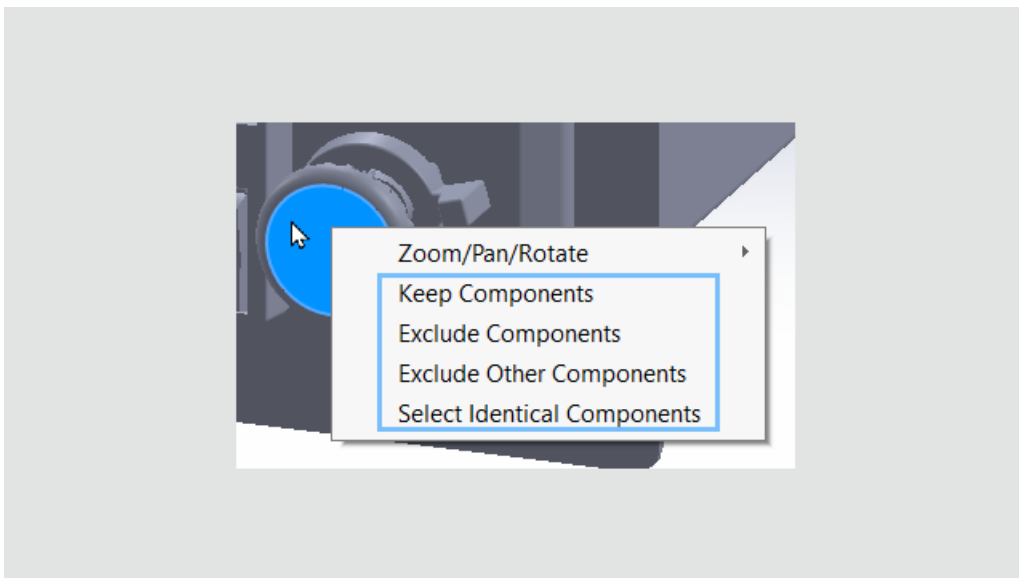 Zoom/Pan/Rotate
Keep Components
Exclude Components
Exclude Other Components
Select Identical Components